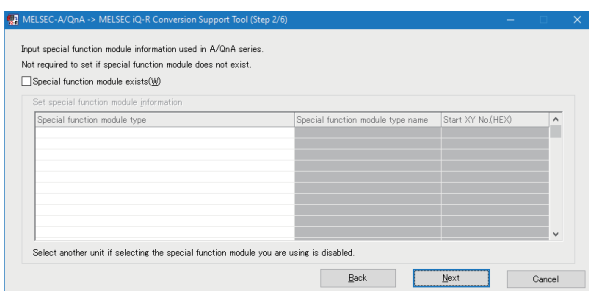 MELSEC-A/QnA -> MELSEC iQ-R Conversion Support Tool (Step 2/6)
Input special function module information used in A/QnA series.
Not required to set if special function module does not exist.
Special function module exists(W)
Set special function module information
Special function module type Special function module type name Start XY No.(HEX)
Select another unit if selecting the special function module you are using is disabled.
Back Next Cancel